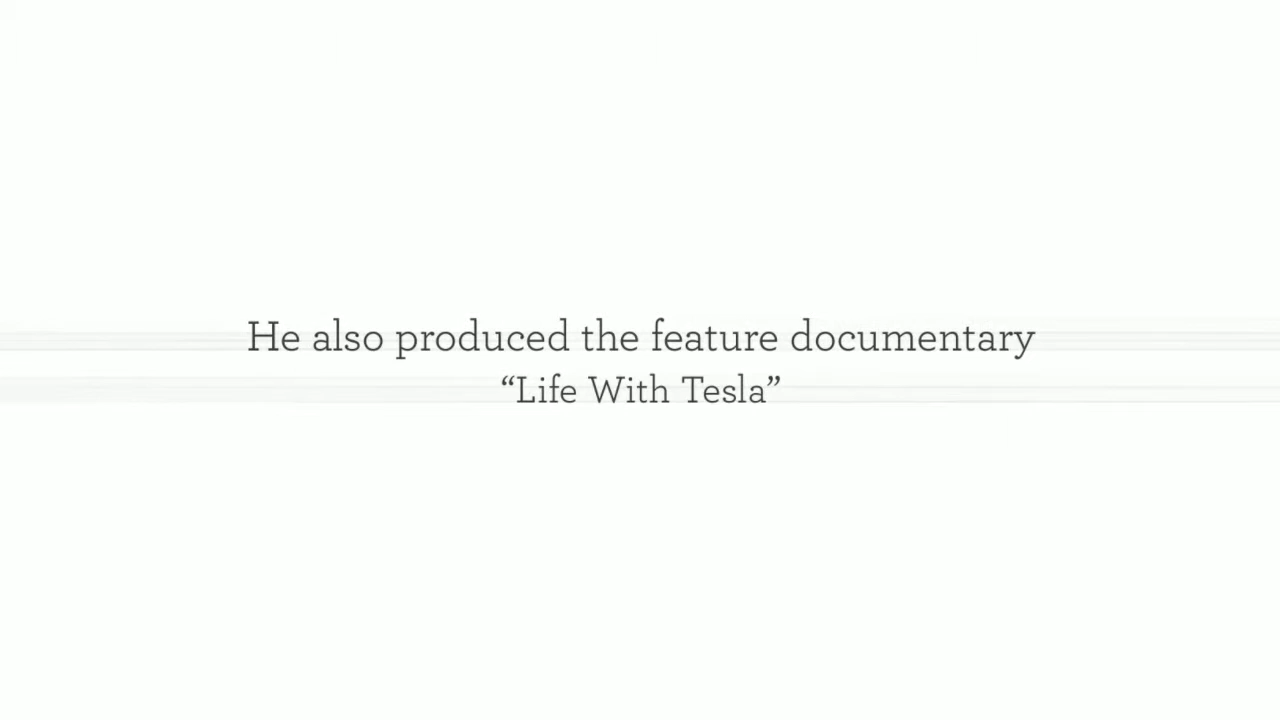 He also produced the feature documentary
“Life With Tesla”